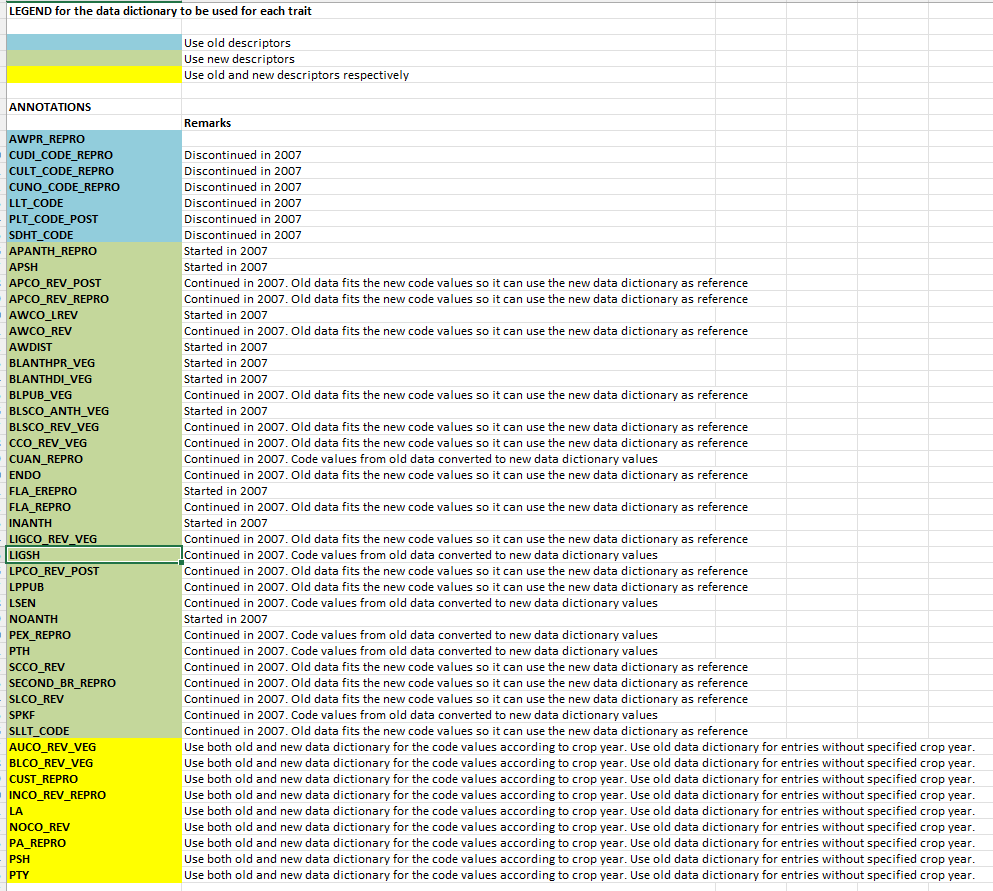 LEGEND for the data dictionary to be used for each trait
Use old descriptors
Use new descriptors
Use old and new descriptors respectively
ANNOTATIONS
Remarks
AWPR_REPRO
CUDI_CODE_REPRO Discontinued in 2007
CULT_CODE_REPRO Discontinued in 2007
CUNO_CODE_REPRO Discontinued in 2007
LLT_CODE Discontinued in 2007
PLT_CODE_POST Discontinued in 2007
SDHT_CODE Discontinued in 2007
APANTH_REPRO Started in 2007
APSH Started in 2007
APCO_REV_POST Continued in 2007. Old data fits the new code values so it can use the new data dictionary as reference
APCO_REV_REPRO Continued in 2007. Old data fits the new code values so it can use the new data dictionary as reference
AWCO_LREV Started in 2007
AWCO_REV Continued in 2007. Old data fits the new code values so it can use the new data dictionary as reference
AWDIST Started in 2007
BLANTHPR_VEG Started in 2007
BLANTHDI_VEG Started in 2007
BLPUB_VEG Continued in 2007. Old data fits the new code values so it can use the new data dictionary as reference
BLSCO_ANTH_VEG Started in 2007
BLSCO_REV_VEG Continued in 2007. Old data fits the new code values so it can use the new data dictionary as reference
CCO_REV_VEG Continued in 2007. Old data fits the new code values so it can use the new data dictionary as reference
CUAN_REPRO Continued in 2007. Code values from old data converted to new data dictionary values
ENDO Continued in 2007. Old data fits the new code values so it can use the new data dictionary as reference
FLA_EREPRO Started in 2007
FLA_REPRO Continued in 2007. Old data fits the new code values so it can use the new data dictionary as reference
INANTH Started in 2007
LIGCO_REV_VEG Continued in 2007. Old data fits the new code values so it can use the new data dictionary as reference
LIGSH Continued in 2007. Code values from old data converted to new data dictionary values
LPCO_REV_POST Continued in 2007. Old data fits the new code values so it can use the new data dictionary as reference
LPPUB Continued in 2007. Old data fits the new code values so it can use the new data dictionary as reference
LSEN Continued in 2007. Code values from old data converted to new data dictionary values
NOANTH Started in 2007
PEX_REPRO Continued in 2007. Code values from old data converted to new data dictionary values
PTH Continued in 2007. Code values from old data converted to new data dictionary values
SCCO_REV Continued in 2007. Old data fits the new code values so it can use the new data dictionary as reference
SECOND_BR_REPRO Continued in 2007. Old data fits the new code values so it can use the new data dictionary as reference
SLCO_REV Continued in 2007. Old data fits the new code values so it can use the new data dictionary as reference
SPKF Continued in 2007. Code values from old data converted to new data dictionary values
SLLT_CODE Continued in 2007. Old data fits the new code values so it can use the new data dictionary as reference
AUCO_REV_VEG Use both old and new data dictionary for the code values according to crop year. Use old data dictionary for entries without specified crop year.
BLCO_REV_VEG Use both old and new data dictionary for the code values according to crop year. Use old data dictionary for entries without specified crop year.
CUST_REPRO Use both old and new data dictionary for the code values according to crop year. Use old data dictionary for entries without specified crop year.
INCO_REV_REPRO Use both old and new data dictionary for the code values according to crop year. Use old data dictionary for entries without specified crop year.
LA Use both old and new data dictionary for the code values according to crop year. Use old data dictionary for entries without specified crop year.
NOCO_REV Use both old and new data dictionary for the code values according to crop year. Use old data dictionary for entries without specified crop year.
PA_REPRO Use both old and new data dictionary for the code values according to crop year. Use old data dictionary for entries without specified crop year.
PSH Use both old and new data dictionary for the code values according to crop year. Use old data dictionary for entries without specified crop year.
PTY Use both old and new data dictionary for the code values according to crop year. Use old data dictionary for entries without specified crop year.